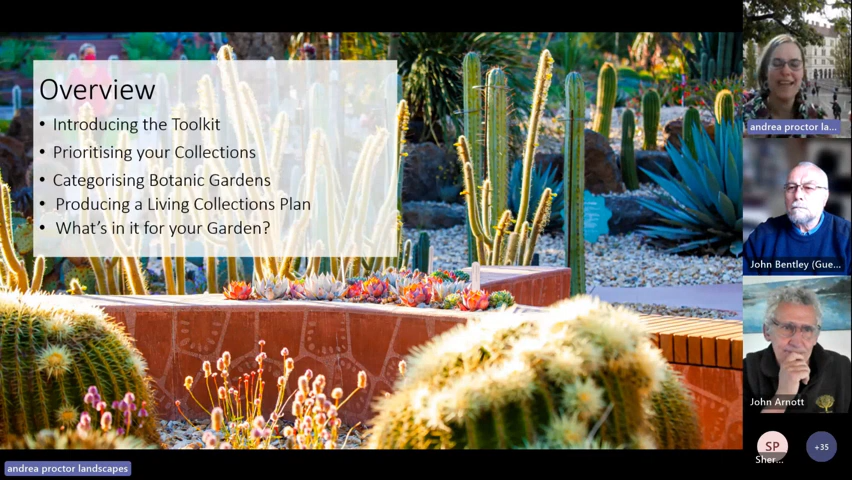 Overview
• Introducing the Toolkit
• Prioritising your Collections
• Categorising Botanic Gardens
• Producing a Living Collections Plan
• What's in it for your Garden?
andrea proctor la...
John Bentley (Gue...
John Arnott
SP
Sher...
+35
andrea proctor landscapes